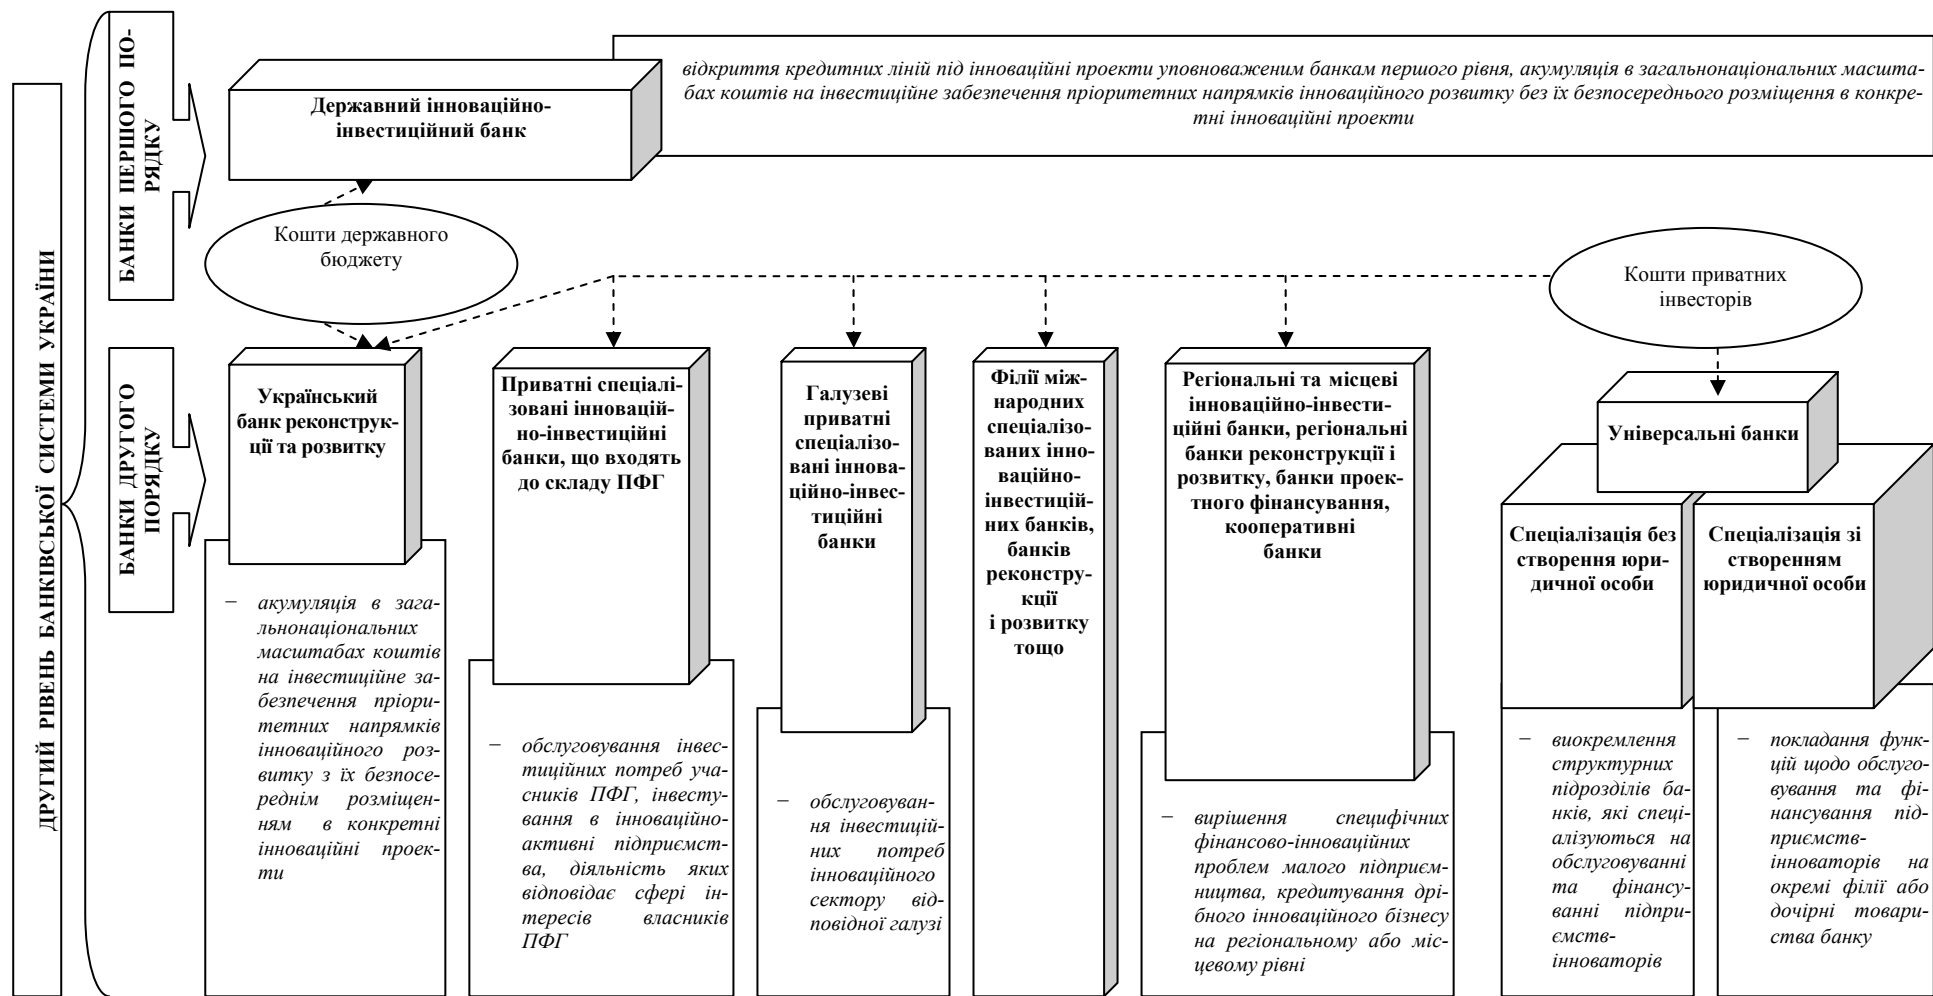 ДРУГИЙ РІВЕНЬ БАНКІВСЬКОЇ СИСТЕМИ УКРАЇНИ
БАНКИ ПЕРШОГО ПО-
РЯДКУ
Державний інноваційно-
інвестиційний банк
відкриття кредитних ліній під інноваційні проекти уповноваженим банкам першого рівня, акумуляція в загальнонаціональних масшта-
бах коштів на інвестиційне забезпечення пріоритетних напрямків інноваційного розвитку без їх безпосереднього розміщення в конкре-
тні інноваційні проекти
Кошти державного
бюджету
Кошти приватних
інвесторів
БАНКИ ДРУГОГО
ПОРЯДКУ
Український
банк реконструк-
ції та розвитку
– акумуляція в зага-
льнонаціональних
масштабах коштів
на інвестиційне за-
безпечення пріори-
тетних напрямків
інноваційного роз-
витку з їх безпосе-
реднім розміщен-
ням в конкретні
інноваційні проек-
ти
Приватні спеціалі-
зовані інновацій-
но-інвестиційні
банки, що входять
до складу ПФГ
– обслуговування інвес-
тиційних потреб уча-
сників ПФГ, інвесту-
вання в інноваційно-
активні підприємст-
ва, діяльність яких
відповідає сфері ін-
тересів власників
ПФГ
Галузеві
приватні
спеціалізо-
вані іннова-
ційно-інвес-
тиційні
банки
– обслуговуван-
ня інвестицій-
них потреб
інноваційного
сектору від-
повідної галузі
Філії між-
народних
спеціалізо-
ваних інно-
ваційно-
інвестицій-
них банків,
банків
реконстру-
кції
і розвитку
тощо
Регіональні та місцеві
інноваційно-інвести-
ційні банки, регіональні
банки реконструкції і
розвитку, банки проек-
тного фінансування,
кооперативні
банки
– вирішення специфічних
фінансово-інноваційних
проблем малого підприєм-
ництва, кредитування дрі-
бного інноваційного бізнесу
на регіональному або міс-
цевому рівні
Універсальні банки
Спеціалізація без
створення юри-
дичної особи
– виокремлення
структурних
підрозділів ба-
нків, які спеці-
алізуються на
обслуговуванні
та фінансу-
ванні підпри-
ємств-
інноваторів
Спеціалізація зі
створенням
юридичної особи
– покладання функ-
цій щодо обслуго-
вування та фі-
нансування під-
приємств-
інноваторів на
окремі філії або
дочірні товари-
ства банку